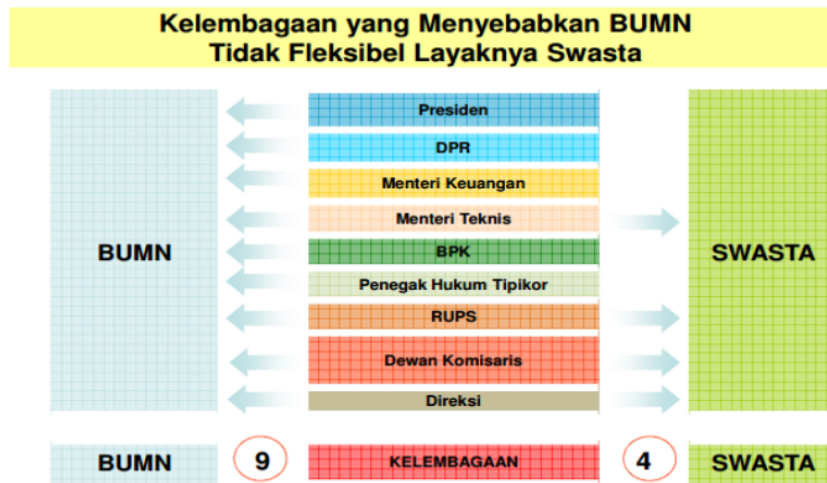 Kelembagaan yang Menyebabkan BUMN
Tidak Fleksibel Layaknya Swasta
Presiden
DPR
Menteri Keuangan
Menteri Teknis
BUMN
BPK
SWASTA
Penegak Hukum Tipikor
RUPS
Dewan Komisaris
Direksi
BUMN
9
KELEMBAGAAN
4
SWASTA